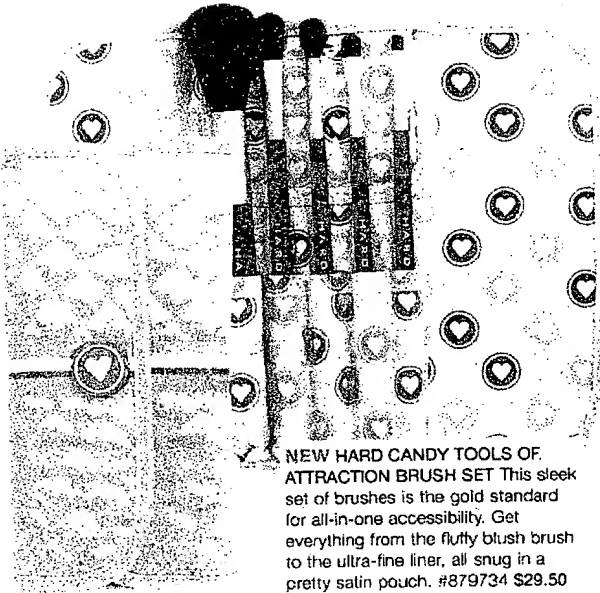 NEW HARD CANDY TOOLS OF
ATTRACTION BRUSH SET This sleek
set of brushes is the gold standard
for all-in-one accessibility. Get
everything from the fluffy blush brush
to the ultra-fine liner, all snug in a
pretty satin pouch. #879734 $29.50